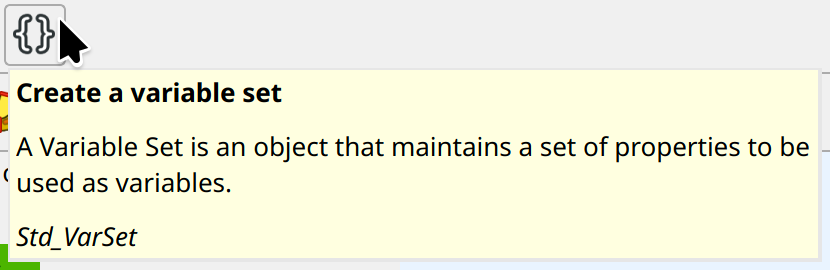 {}
Create a variable set
A Variable Set is an object that maintains a set of properties to be
used as variables.
Std_VarSet